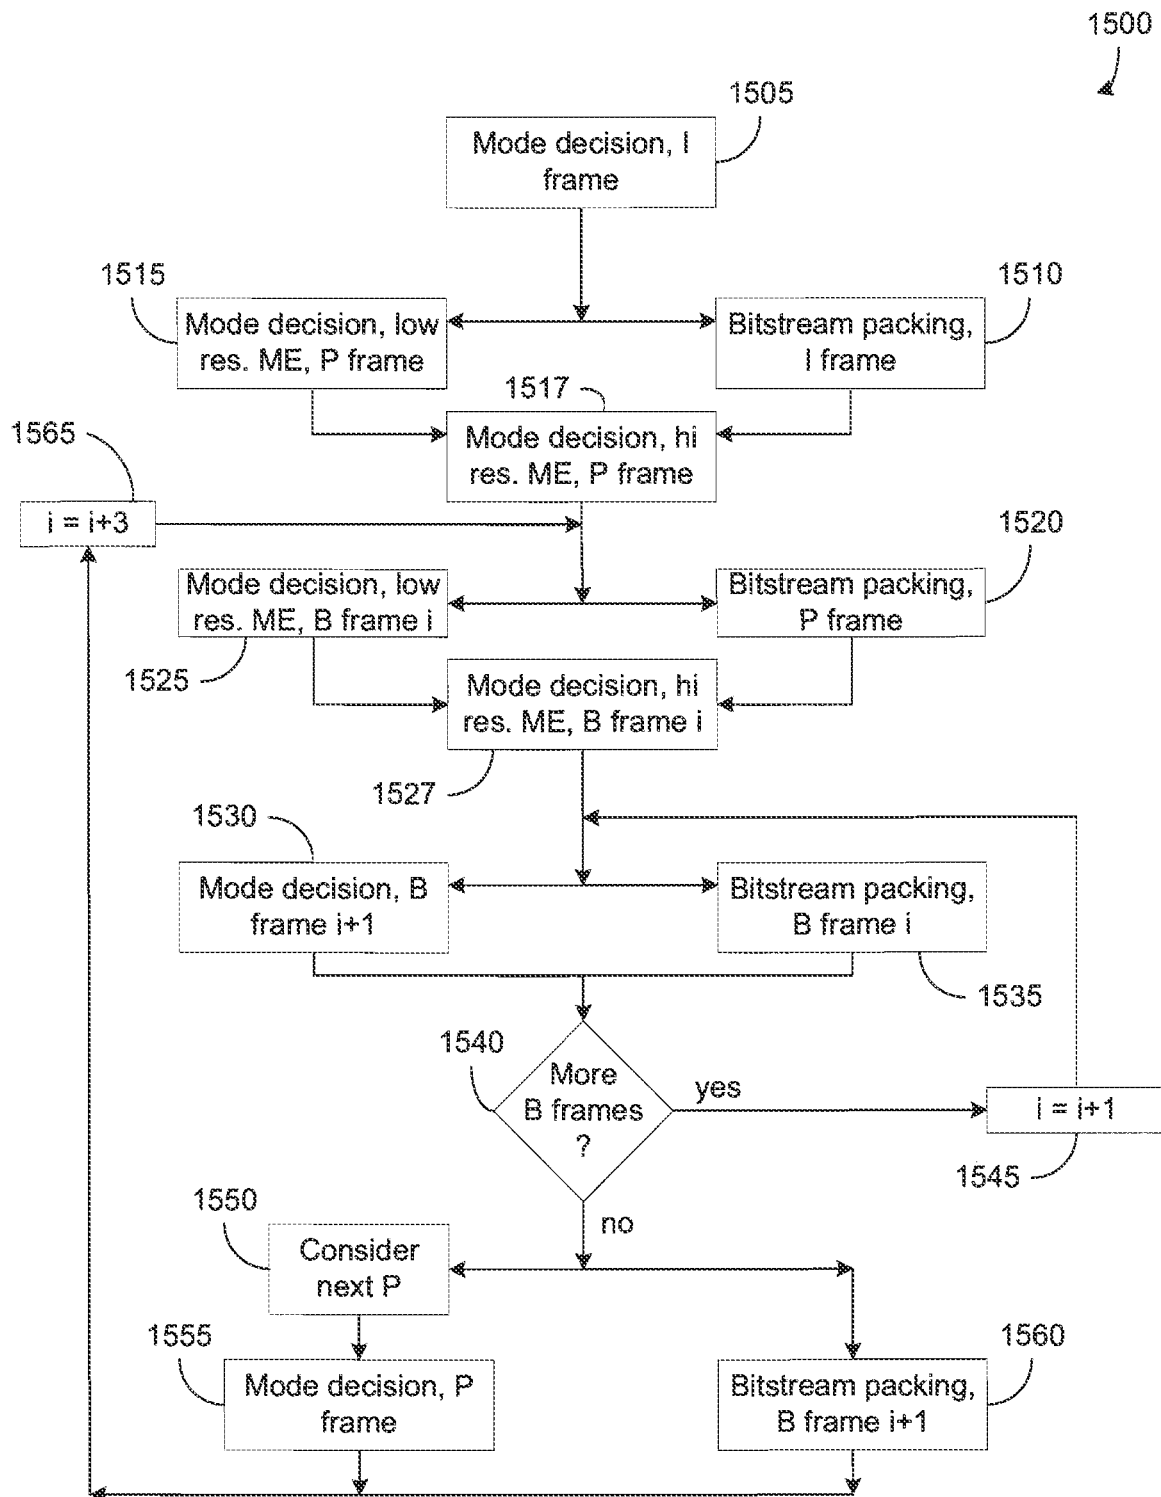 1500
1505
Mode decision, I
frame
1515
1510
Mode decision, low
res. ME, P frame
Bitstream packing,
I frame
1517
1565
Mode decision, hi
res. ME, P frame
i = i+3
1520
Mode decision, low
res. ME, B frame i
Bitstream packing,
P frame
1525
Mode decision, hi
res. ME, B frame i
1527
1530
Mode decision, B
frame i+1
Bitstream packing,
B frame i
1535
1540
More
B frames
?
yes
i = i+1
1545
1550
no
Consider
next P
1555
1560
Mode decision, P
frame
Bitstream packing,
B frame i+1